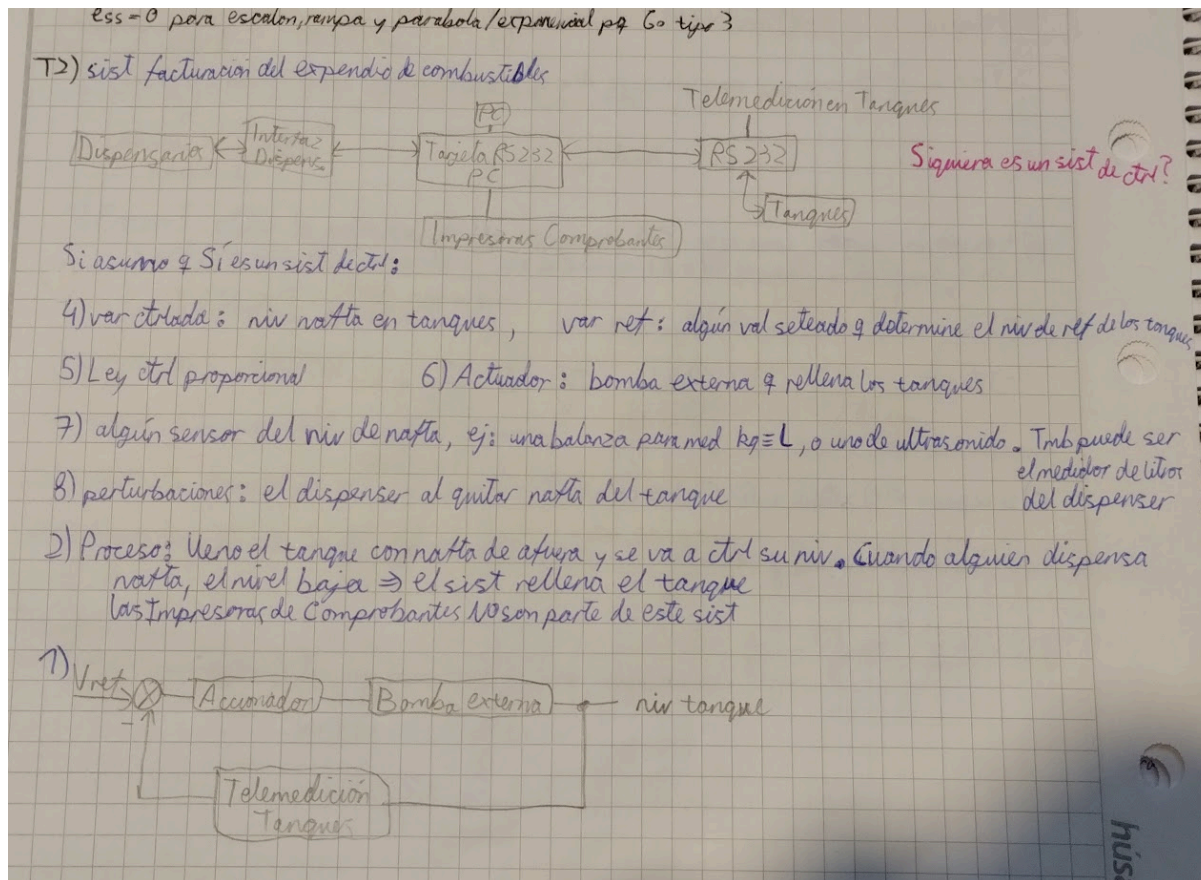 ess=0 para escalon, rampa y parabola/exponencial pq Go tipo 3
T2) sist facturacion del expendio de combustibles
Telemedición en Tanques
PC
Dispensarios
Interfaz
Dispens
Tarjeta RS232
PC
RS232
Siquiera es un sist de ctrl?
Tanques
Impresoras Comprobantes
Si asumo q Sí es un sist de ctrl:
4) var ctrlada: niv nafta en tanques, var ref: algún val seteado q determine el niv de ref de los tanques
5) Ley ctrl proporcional 6) Actuador: bomba externa q rellena los tanques
7) algún sensor del niv de nafta, ej: una balanza para med kg≡L, o uno de ultrasonido. Tmb puede ser
el medidor de litros
del dispenser
8) perturbaciones: el dispenser al quitar nafta del tanque
2) Proceso: lleno el tanque con nafta de afuera y se va a ctrl su niv. Cuando alguien dispensa
nafta, el nivel baja ⇒ el sist rellena el tanque
las Impresoras de Comprobantes NO son parte de este sist
1)
Vref
-
Accionador
Bomba externa
niv tanque
Telemedición
Tanques
húsa